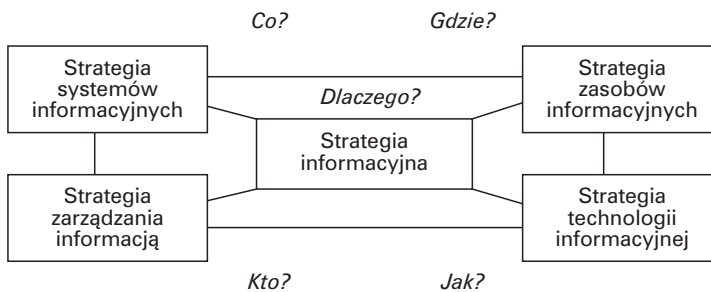 Co?
Gdzie?
Strategia
systemów
informacyjnych
Strategia
zasobów
informacyjnych
Dlaczego?
Strategia
informacyjna
Strategia
zarządzania
informacją
Strategia
technologii
informacyjnej
Kto?
Jak?